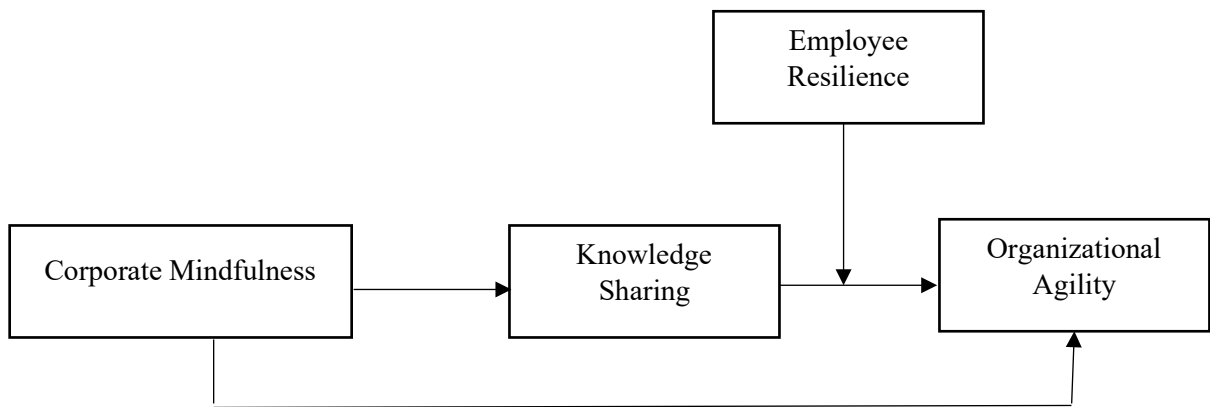 Employee
Resilience
Corporate Mindfulness
Knowledge
Sharing
Organizational
Agility